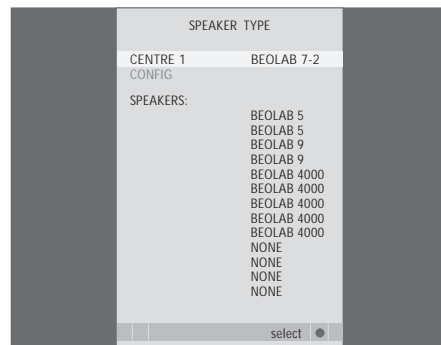 SPEAKER TYPE
CENTRE 1 BEOLAB 7-2
CONFIG
SPEAKERS:
BEOLAB 5
BEOLAB 5
BEOLAB 9
BEOLAB 9
BEOLAB 4000
BEOLAB 4000
BEOLAB 4000
BEOLAB 4000
BEOLAB 4000
NONE
NONE
NONE
NONE
select